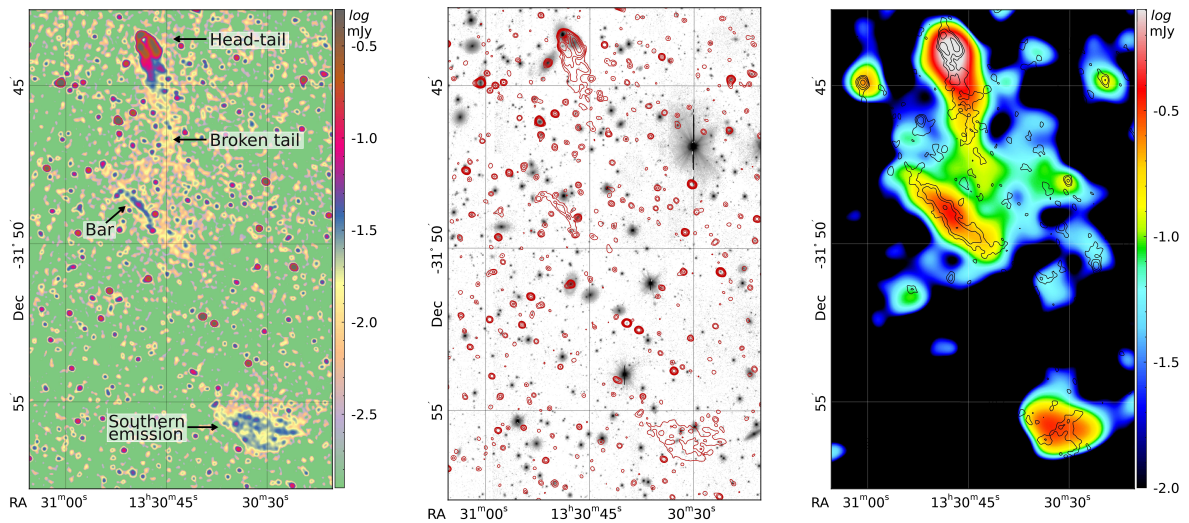 log
mJy
-0.5
-1.0
-1.5
-2.0
-2.5
Head-tail
Broken tail
Bar
Southern
emission
45´
-31° 50´
Dec
55´
RA 31ᵐ00ˢ 13ʰ30ᵐ45ˢ 30ᵐ30ˢ
45´
-31° 50´
Dec
55´
RA 31ᵐ00ˢ 13ʰ30ᵐ45ˢ 30ᵐ30ˢ
log
mJy
-0.5
-1.0
-1.5
-2.0
45´
-31° 50´
Dec
55´
RA 31ᵐ00ˢ 13ʰ30ᵐ45ˢ 30ᵐ30ˢ